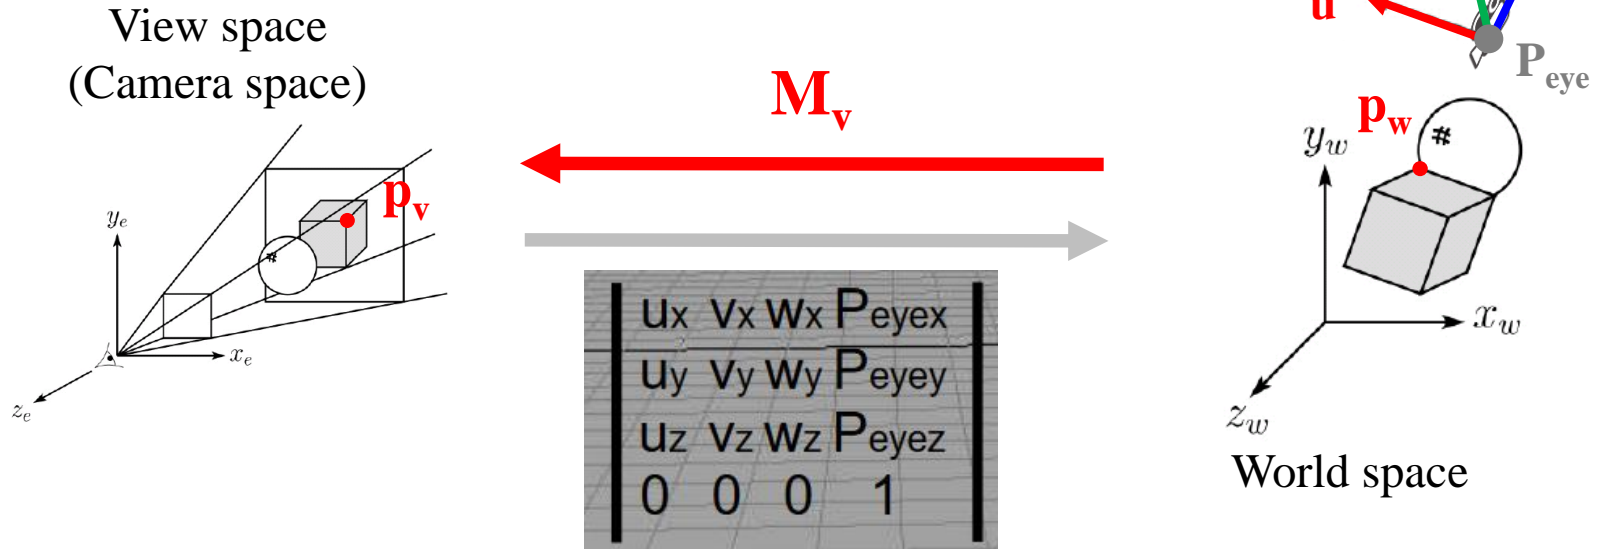 View space
(Camera space)
M_v
u
P_eye
p_w
#
y_w
x_w
z_w
World space
p_v
#
y_e
x_e
z_e
ux vx wx Peyex
uy vy wy Peyey
uz vz wz Peyez
0 0 0 1